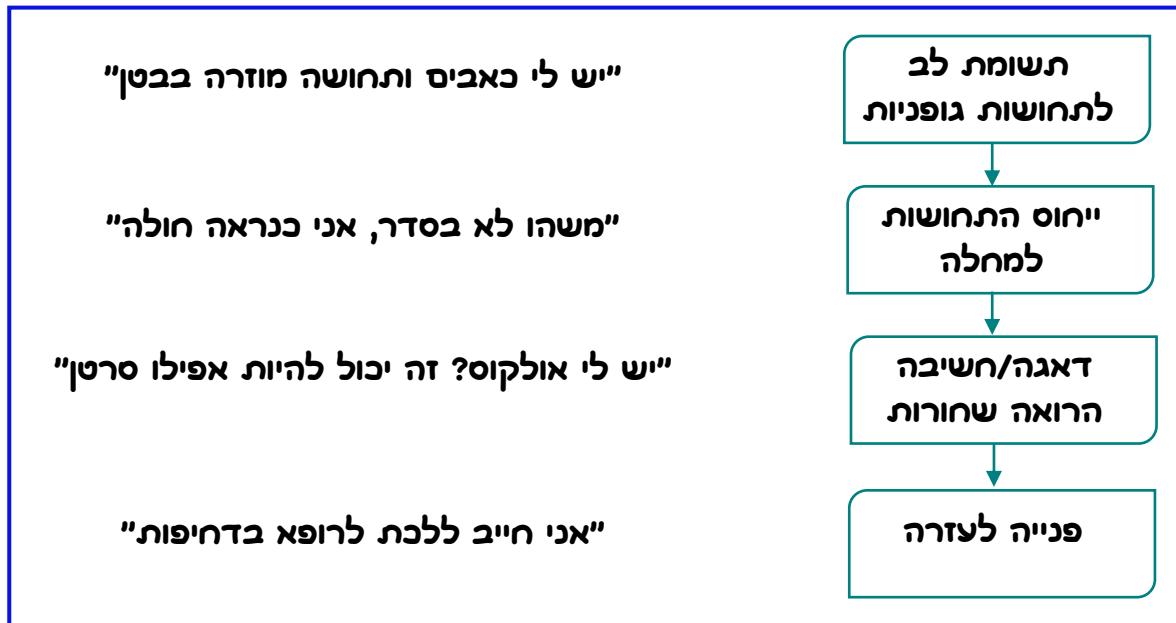 תשומת לב
לתחושות גופניות
"יש לי כאבים ותחושה מוזרה בבטן"
ייחוס התחושות
למחלה
"משהו לא בסדר, אני כנראה חולה"
דאגה/חשיבה
הרואה שחורות
"יש לי אולקוס? זה יכול להיות אפילו סרטן"
פנייה לעזרה
"אני חייב ללכת לרופא בדחיפות"